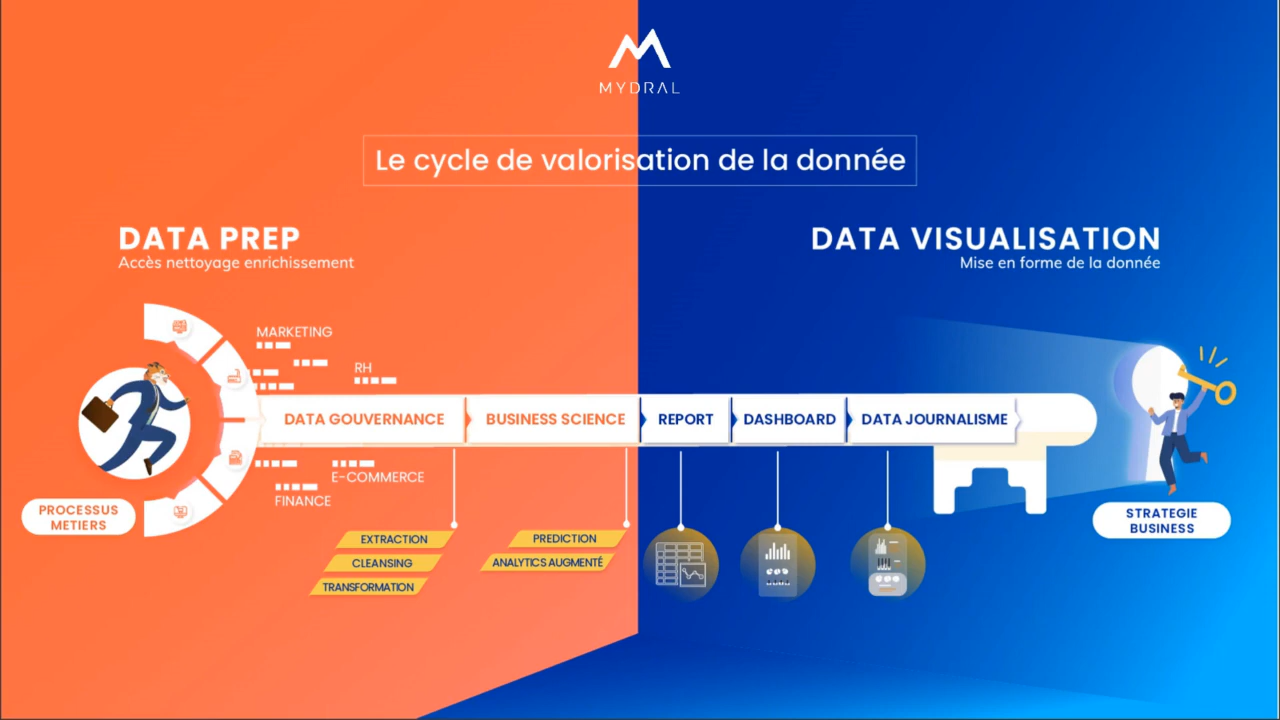 MYDRAL
Le cycle de valorisation de la donnée
DATA PREP
Accès nettoyage enrichissement
DATA VISUALISATION
Mise en forme de la donnée
MARKETING
RH
DATA GOUVERNANCE
BUSINESS SCIENCE
REPORT
DASHBOARD
DATA JOURNALISME
E-COMMERCE
FINANCE
PROCESSUS
METIERS
STRATEGIE
BUSINESS
EXTRACTION
CLEANSING
TRANSFORMATION
PREDICTION
ANALYTICS AUGMENTÉ